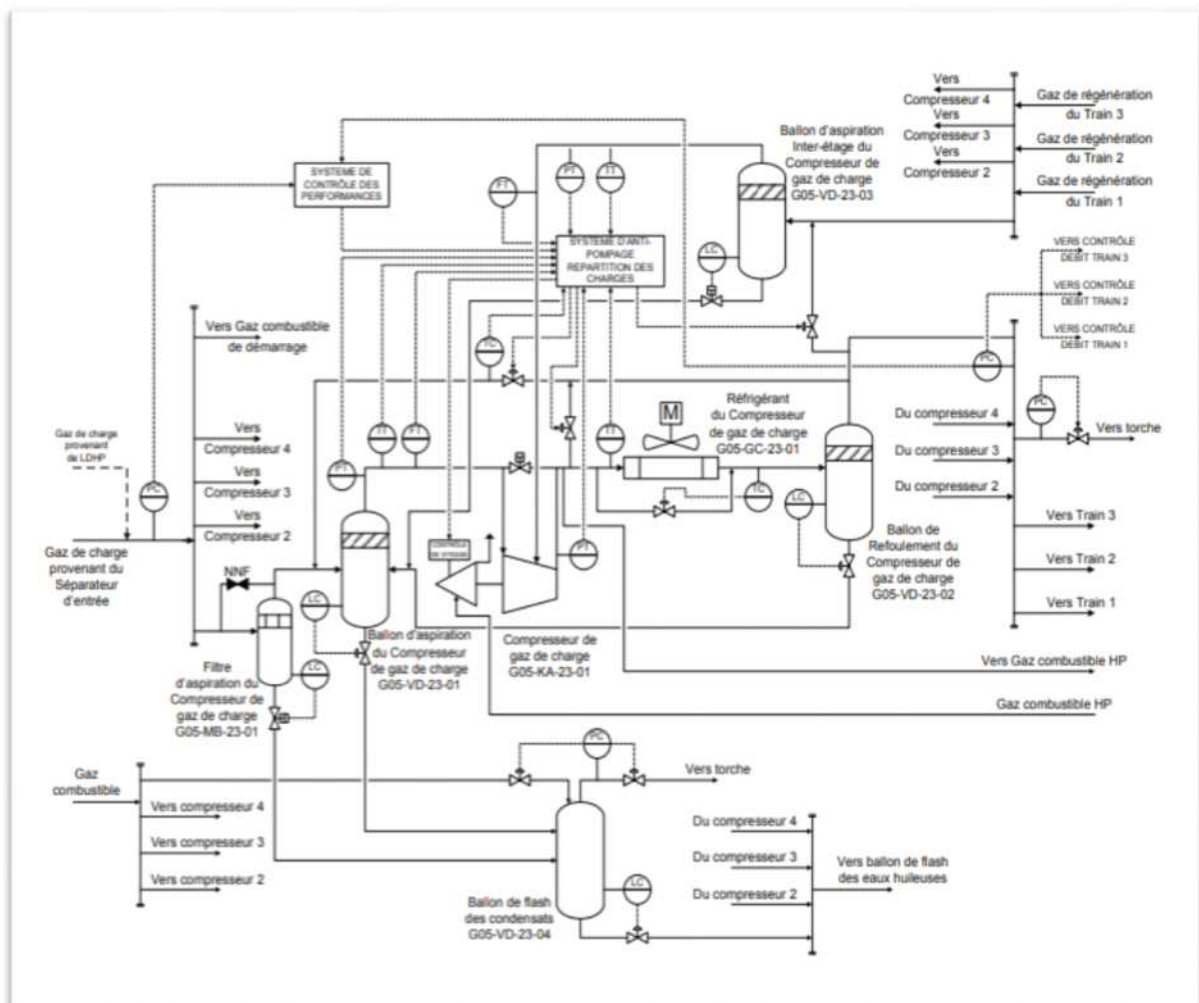 Vers
Compresseur 4
Vers
Compresseur 3
Vers
Compresseur 2
Gaz de régénération
du Train 3
Gaz de régénération
du Train 2
Gaz de régénération
du Train 1
Ballon d'aspiration
Inter-étage du
Compresseur de
gaz de charge
G05-VD-23-03
SYSTEME DE
CONTRÔLE DES
PERFORMANCES
FT
PT
TT
SYSTEME D'ANTI-
POMPAGE
REPARTITION DES
CHARGES
LC
VERS CONTRÔLE
DEBIT TRAIN 3
VERS CONTRÔLE
DEBIT TRAIN 2
VERS CONTRÔLE
DEBIT TRAIN 1
Vers Gaz combustible
de démarrage
TC
PC
PC
Réfrigérant
du Compresseur
de gaz de charge
G05-GC-23-01
M
Du compresseur 4
Du compresseur 3
Du compresseur 2
Vers torche
Gaz de charge
provenant
de LDHP
Vers
Compresseur 4
Vers
Compresseur 3
Vers
Compresseur 2
PC
TT
FT
PT
TT
TC
LC
Gaz de charge
provenant du
Séparateur
d'entrée
NNF
CONTRÔLE
DE VITESSE
PT
Ballon de
Refoulement du
Compresseur de
gaz de charge
G05-VD-23-02
Vers Train 3
Vers Train 2
Vers Train 1
LC
LC
Filtre
d'aspiration du
Compresseur de
gaz de charge
G05-MB-23-01
Ballon d'aspiration
du Compresseur
de gaz de charge
G05-VD-23-01
Compresseur de
gaz de charge
G05-KA-23-01
Vers Gaz combustible HP
Gaz combustible HP
Gaz
combustible
Vers compresseur 4
Vers compresseur 3
Vers compresseur 2
PC
Vers torche
Ballon de flash
des condensats
G05-VD-23-04
LC
Du compresseur 4
Du compresseur 3
Du compresseur 2
Vers ballon de flash
des eaux huileuses